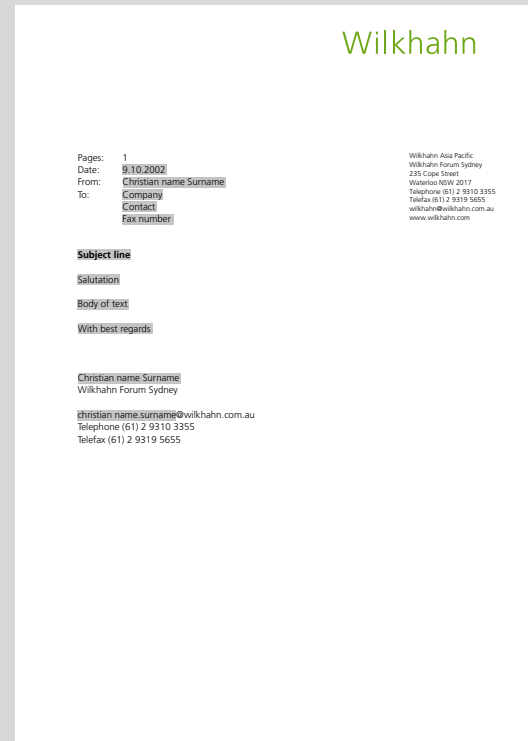 Wilkhahn
Pages: 1
Date: 9.10.2002
From: Christian name Surname
To: Company
Contact
Fax number
Wilkhahn Asia Pacific
Wilkhahn Forum Sydney
235 Cope Street
Waterloo NSW 2017
Telephone (61) 2 9310 3355
Telefax (61) 2 9319 5655
wilkhahn@wilkhahn.com.au
www.wilkhahn.com
Subject line
Salutation
Body of text
With best regards
Christian name Surname
Wilkhahn Forum Sydney
christian name.surname@wilkhahn.com.au
Telephone (61) 2 9310 3355
Telefax (61) 2 9319 5655